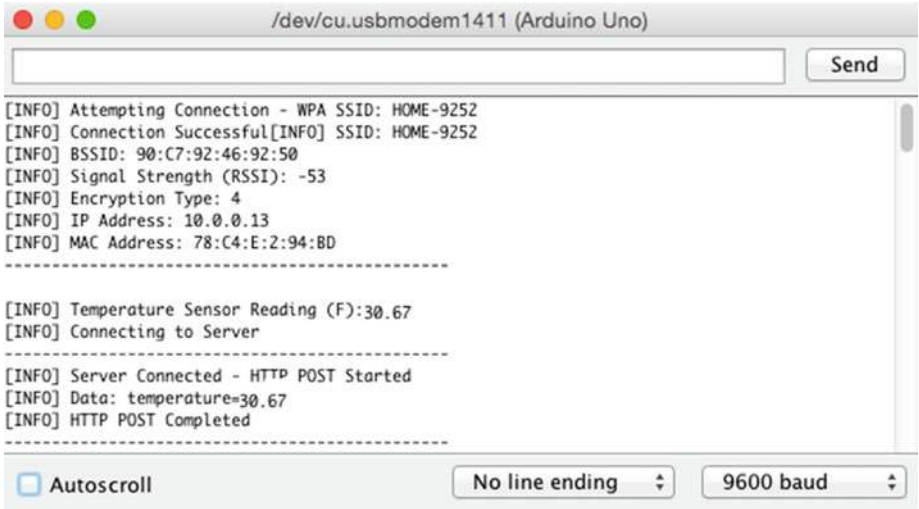 /dev/cu.usbmodem1411 (Arduino Uno)
Send
[INFO] Attempting Connection - WPA SSID: HOME-9252
[INFO] Connection Successful[INFO] SSID: HOME-9252
[INFO] BSSID: 90:C7:92:46:92:50
[INFO] Signal Strength (RSSI): -53
[INFO] Encryption Type: 4
[INFO] IP Address: 10.0.0.13
[INFO] MAC Address: 78:C4:E:2:94:BD
------------------------------------------------
[INFO] Temperature Sensor Reading (F):30.67
[INFO] Connecting to Server
------------------------------------------------
[INFO] Server Connected - HTTP POST Started
[INFO] Data: temperature=30.67
[INFO] HTTP POST Completed
------------------------------------------------
Autoscroll
No line ending
9600 baud